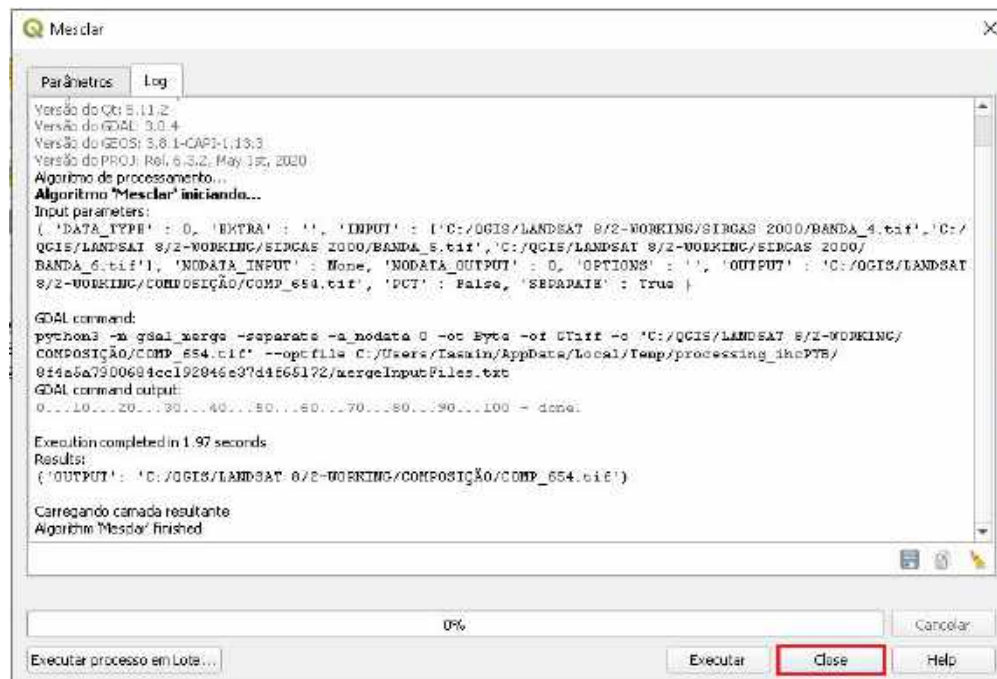 Mesclar
Parâmetros Log
Versão do Qt: 5.11.2
Versão do GDAL: 3.0.4
Versão do GEOS: 3.8.1-CAPI-1.13.3
Versão do PROJ: Rel. 6.3.2, May 1st, 2020
Algoritmo de processamento...
Algoritmo 'Mesclar' iniciando...
Input parameters:
{ 'DATA_TYPE' : 0, 'EXTRA' : '', 'INPUT' : ['C:/QGIS/LANDSAT 8/2-WORKING/SIRGAS 2000/BANDA_4.tif','C:/
QGIS/LANDSAT 8/2-WORKING/SIRGAS 2000/BANDA_5.tif','C:/QGIS/LANDSAT 8/2-WORKING/SIRGAS 2000/
BANDA_6.tif'], 'NODATA_INPUT' : None, 'NODATA_OUTPUT' : 0, 'OPTIONS' : '', 'OUTPUT' : 'C:/QGIS/LANDSAT
8/2-WORKING/COMPOSIÇÃO/COMP_654.tif', 'PCT' : False, 'SEPARATE' : True }
GDAL command:
python3 -m gdal_merge -separate -a_nodata 0 -ot Byte -of GTiff -o "C:/QGIS/LANDSAT 8/2-WORKING/
COMPOSIÇÃO/COMP_654.tif" --optfile C:/Users/Iasmin/AppData/Local/Temp/
GDAL command output:
0...10...20...30...40...50...60...70...80...90...100 - done.
Execution completed in 1.97 seconds
Results:
{'OUTPUT': 'C:/QGIS/LANDSAT 8/2-WORKING/COMPOSIÇÃO/COMP_654.tif'}
Carregando camada resultante
Algorithm 'Mesclar' finished
0%
Cancelar
Executar processo em Lote... Executar Close Help